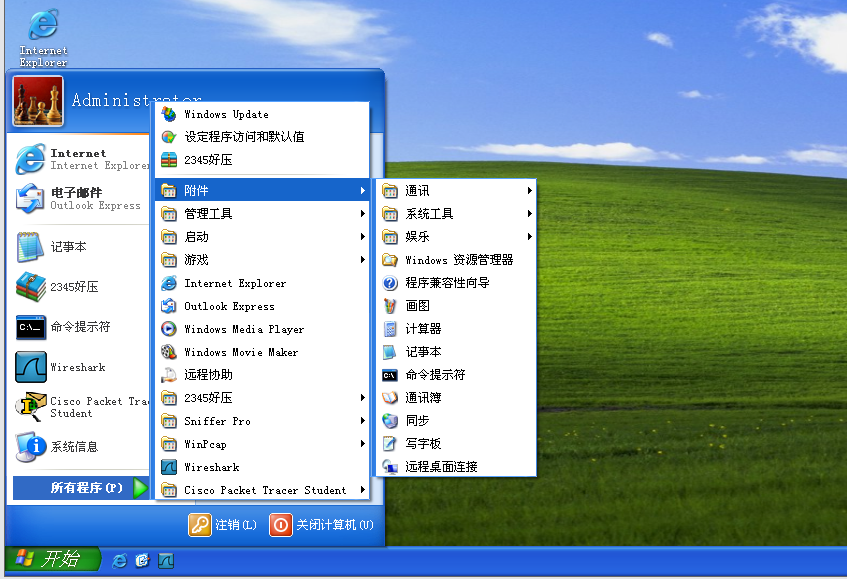 Internet
Explorer
Administrator
Internet
Internet Explorer
电子邮件
Outlook Express
记事本
2345好压
命令提示符
Wireshark
Cisco Packet Tra
Student
系统信息
所有程序(P)
Windows Update
设定程序访问和默认值
2345好压
附件
管理工具
启动
游戏
Internet Explorer
Outlook Express
Windows Media Player
Windows Movie Maker
远程协助
2345好压
Sniffer Pro
WinPcap
Wireshark
Cisco Packet Tracer Student
通讯
系统工具
娱乐
Windows 资源管理器
程序兼容性向导
画图
计算器
记事本
命令提示符
通讯簿
同步
写字板
远程桌面连接
注销(L)
关闭计算机(U)
开始